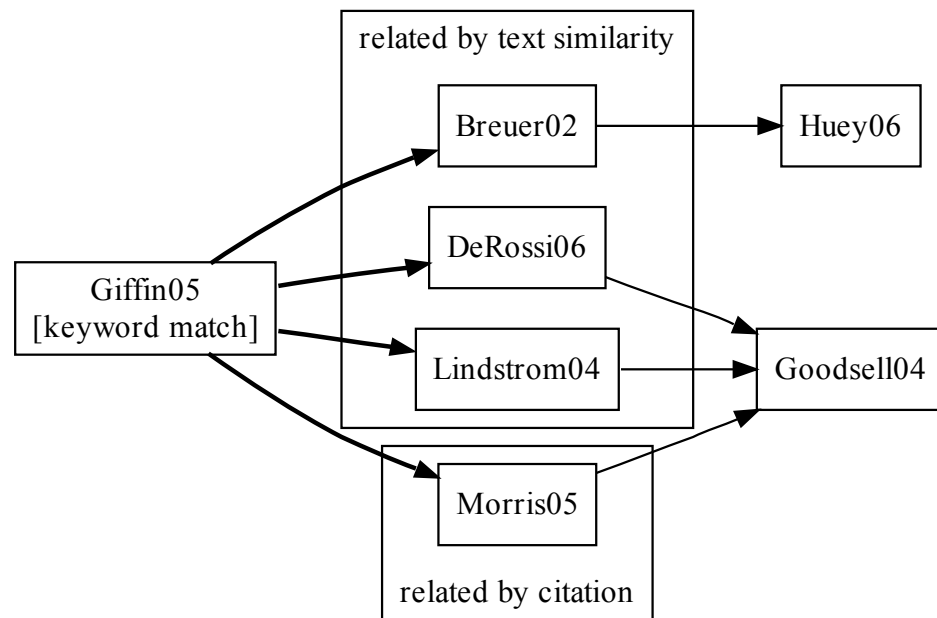 related by text similarity
Breuer02
Huey06
DeRossi06
Giffin05
[keyword match]
Lindstrom04
Goodsell04
Morris05
related by citation